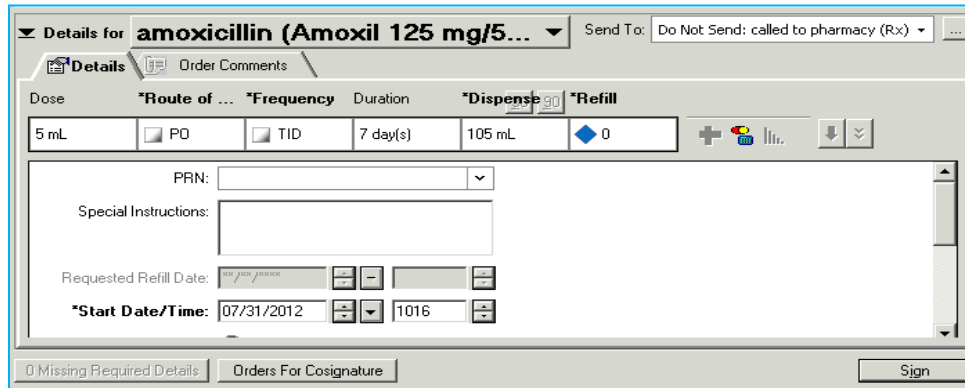 Details for amoxicillin (Amoxil 125 mg/5... Send To: Do Not Send: called to pharmacy (Rx) ...
Details Order Comments
Dose *Route of ... *Frequency Duration *Dispense 90 *Refill
5 mL PO TID 7 day(s) 105 mL 0
PRN:
Special Instructions:
Requested Refill Date: **/**/****
*Start Date/Time: 07/31/2012 1016
0 Missing Required Details Orders For Cosignature Sign